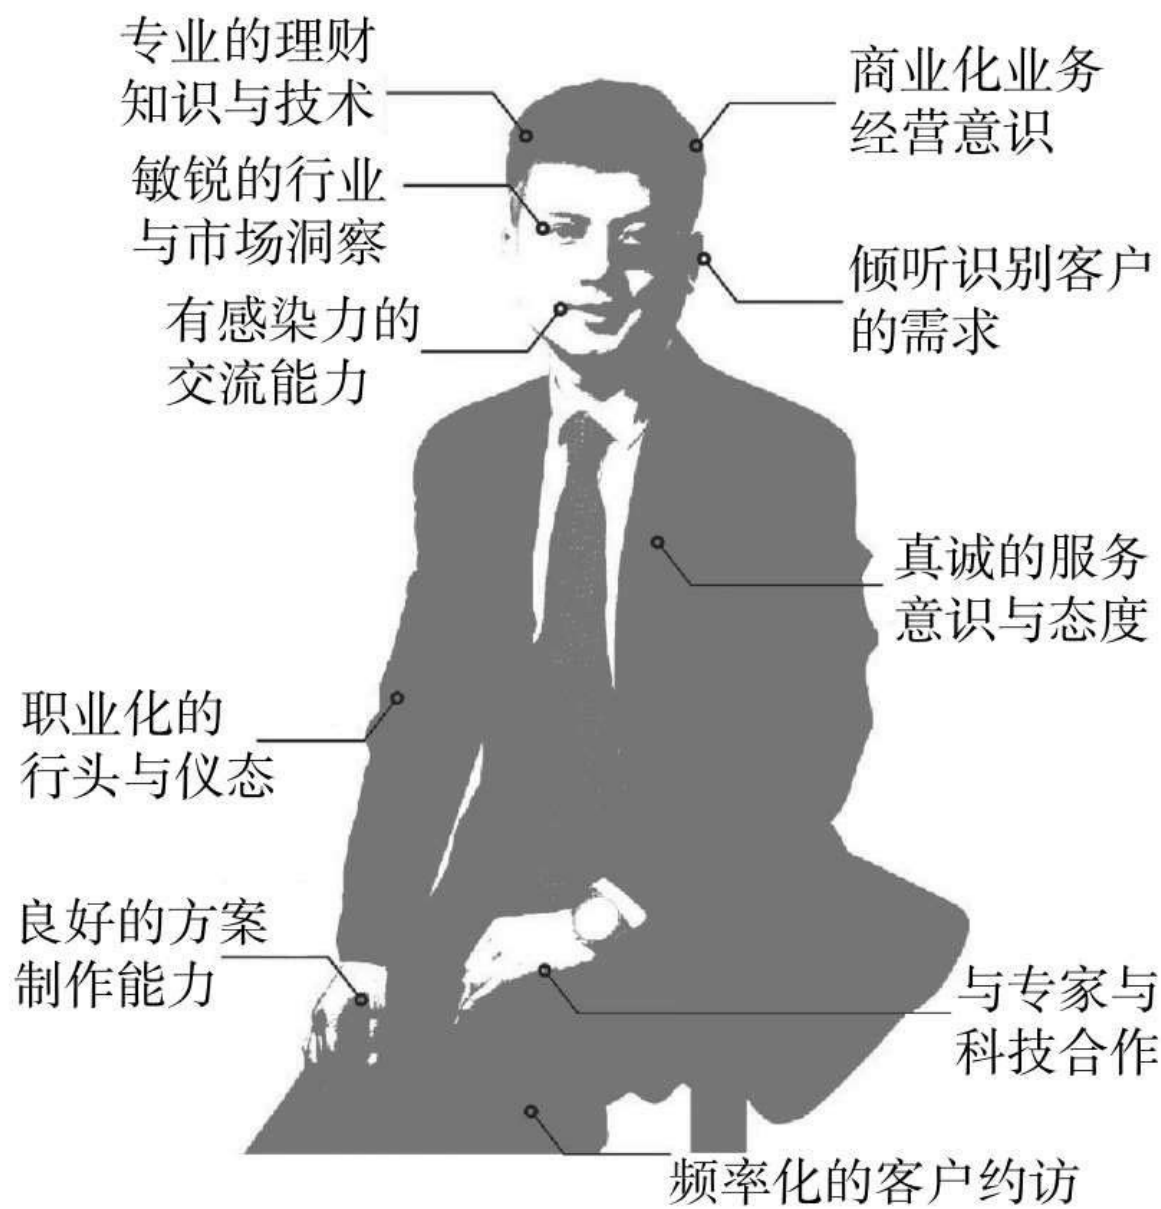 专业的理财
知识与技术
商业化业务
经营意识
敏锐的行业
与市场洞察
倾听识别客户
的需求
有感染力的
交流能力
真诚的服务
意识与态度
职业化的
行头与仪态
良好的方案
制作能力
与专家与
科技合作
频率化的客户约访